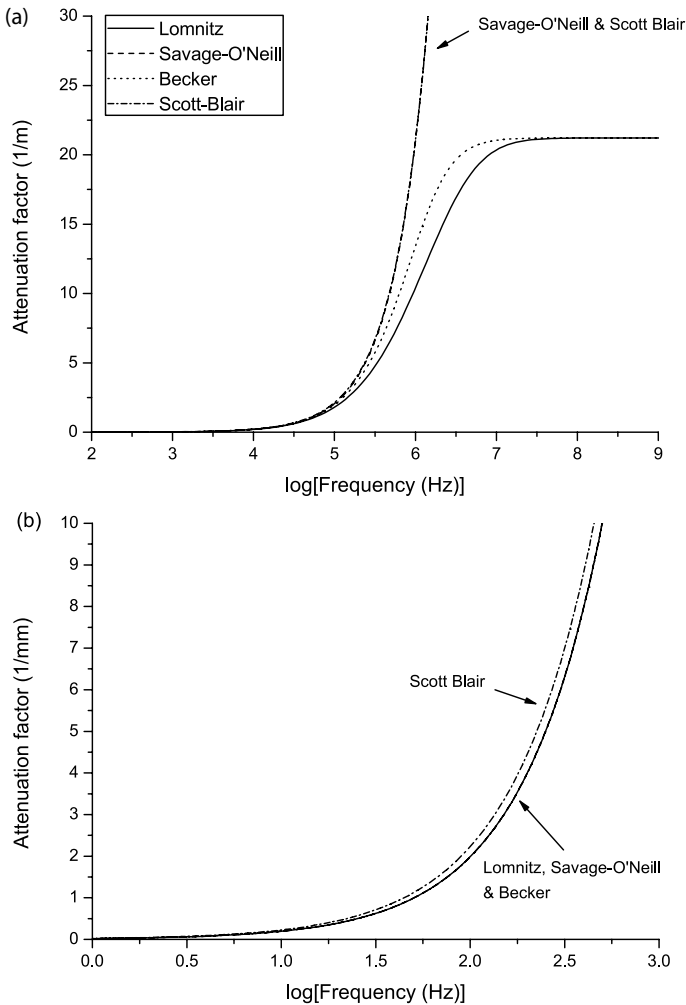 (a)
Lomnitz
Savage-O'Neill
Becker
Scott-Blair
Savage-O'Neill & Scott Blair
30
25
20
15
10
5
0
Attenuation factor (1/m)
2 3 4 5 6 7 8 9
log[Frequency (Hz)]
(b)
10
9
8
7
6
5
4
3
2
1
0
Attenuation factor (1/mm)
Scott Blair
Lomnitz, Savage-O'Neill
& Becker
0.0 0.5 1.0 1.5 2.0 2.5 3.0
log[Frequency (Hz)]